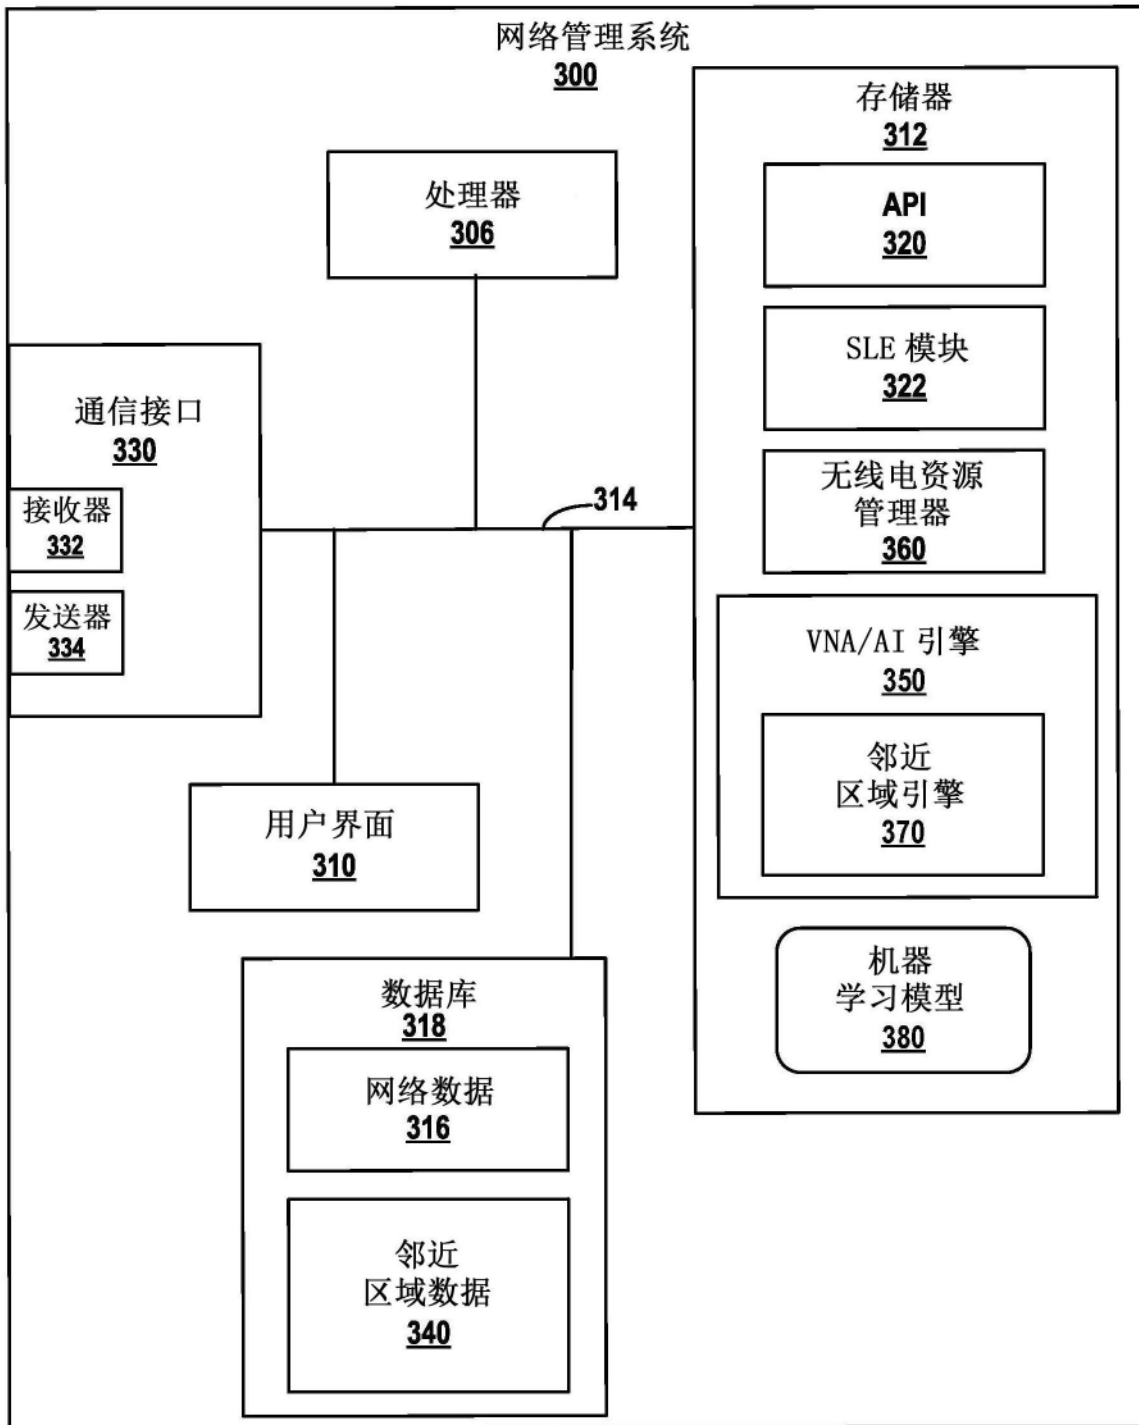 网络管理系统
300
存储器
312
API
320
SLE 模块
322
无线电资源
管理器
360
VNA/AI 引擎
350
邻近
区域引擎
370
机器
学习模型
380
处理器
306
通信接口
330
接收器
332
发送器
334
314
用户界面
310
数据库
318
网络数据
316
邻近
区域数据
340